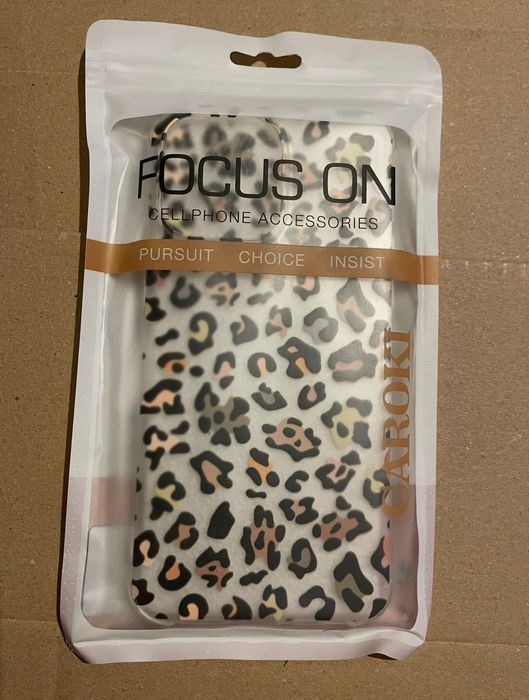 FOCUS ON
CELLPHONE ACCESSORIES
PURSUIT CHOICE INSIST
CAROKI